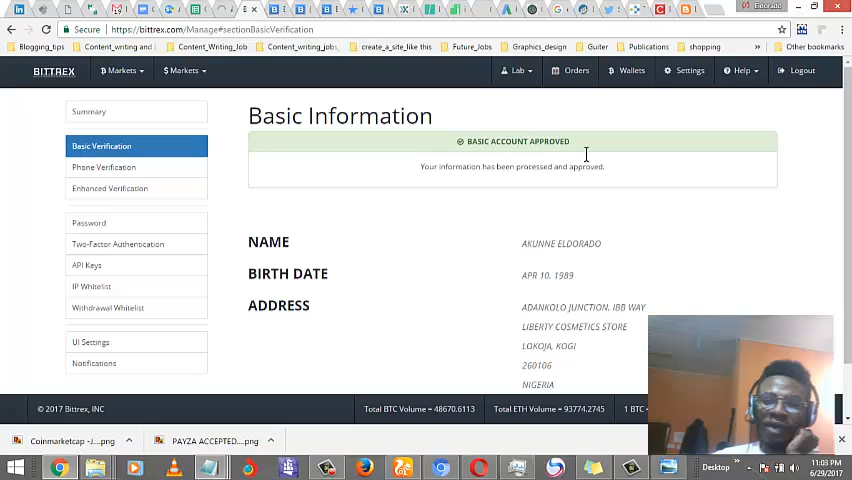 Eldorado
Secure https://bittrex.com/Manage#sectionBasicVerification
Blogging_tips Content_writing and Content_Writing_Job Content_writing_jobs, create_a_site_like this Future_Jobs Graphics_design Guiter Publications shopping Other bookmarks
BITTREX Ƀ Markets $ Markets Lab Orders Ƀ Wallets Settings Help Logout
Summary
Basic Verification
Phone Verification
Enhanced Verification
Password
Two-Factor Authentication
API Keys
IP Whitelist
Withdrawal Whitelist
UI Settings
Notifications
Basic Information
BASIC ACCOUNT APPROVED
Your information has been processed and approved.
NAME AKUNNE ELDORADO
BIRTH DATE APR 10, 1989
ADDRESS ADANKOLO JUNCTION. IBB WAY
LIBERTY COSMETICS STORE
LOKOJA, KOGI
260106
NIGERIA
© 2017 Bittrex, INC Total BTC Volume = 48670.6113 Total ETH Volume = 93774.2745 1 BTC
Coinmarketcap -J....png PAYZA ACCEPTED....png
Desktop 11:03 PM
6/29/2017